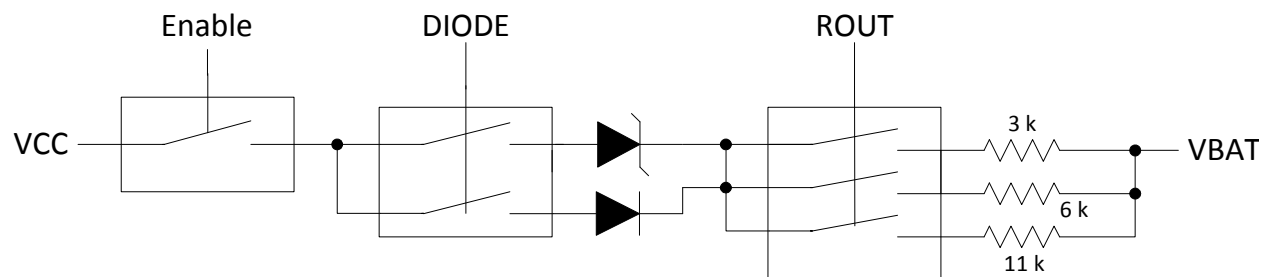 Enable
DIODE
ROUT
VCC
3 k
VBAT
6 k
11 k